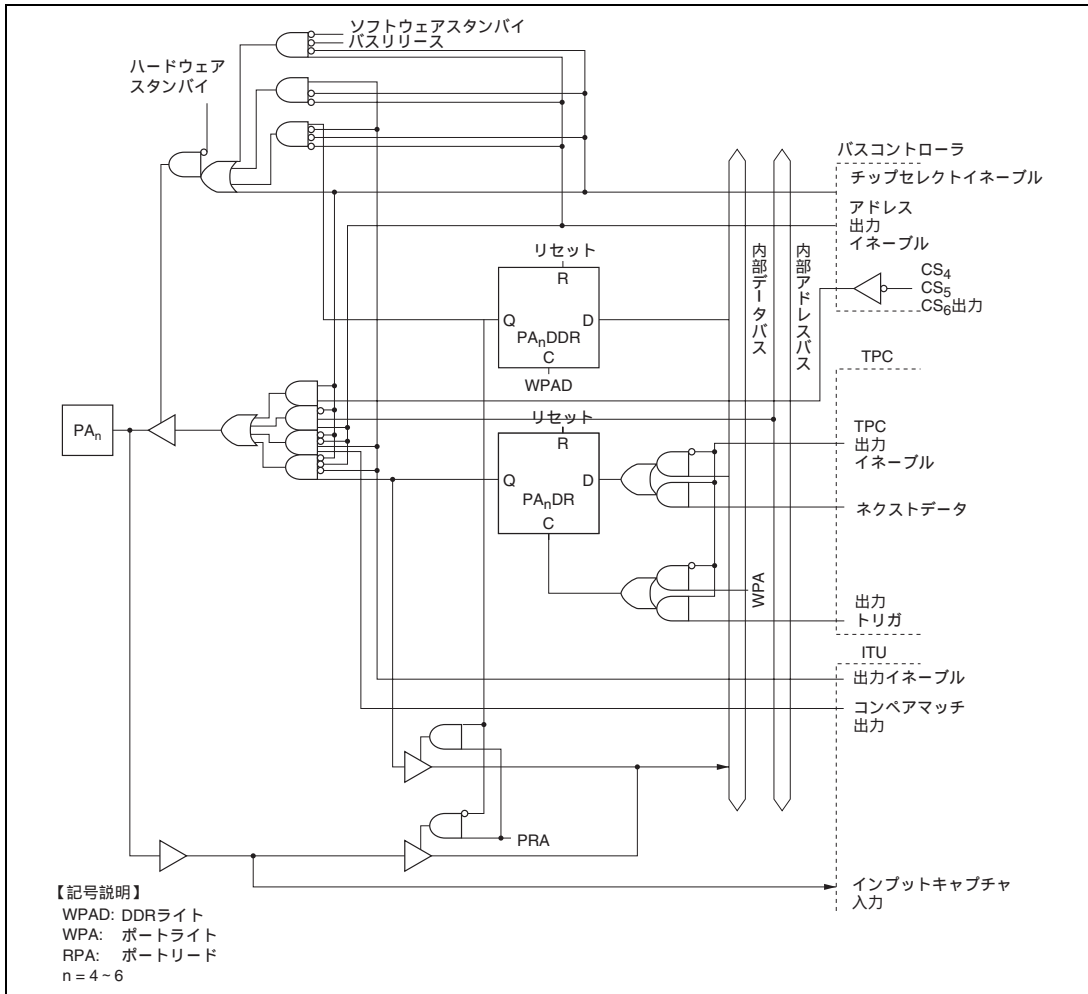 ソフトウェアスタンバイ
バスリリース
ハードウェア
スタンバイ
バスコントローラ
チップセレクトイネーブル
アドレス
出力
イネーブル
CS4
CS5
CS6出力
内部データバス
内部アドレスバス
リセット
R
Q
D
PAnDDR
C
WPAD
TPC
リセット
R
Q
D
PAnDR
C
PAn
TPC
出力
イネーブル
ネクストデータ
WPA
出力
トリガ
ITU
出力イネーブル
コンペアマッチ
出力
PRA
インプットキャプチャ
入力
【記号説明】
WPAD: DDRライト
WPA: ポートライト
RPA: ポートリード
n = 4~6